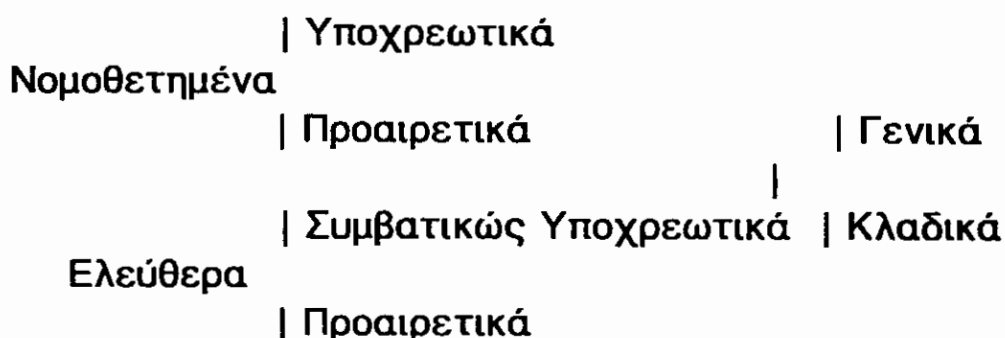 | Υποχρεωτικά
Νομοθετημένα
| Προαιρετικά | Γενικά
|
| Συμβατικώς Υποχρεωτικά | Κλαδικά
Ελεύθερα
| Προαιρετικά